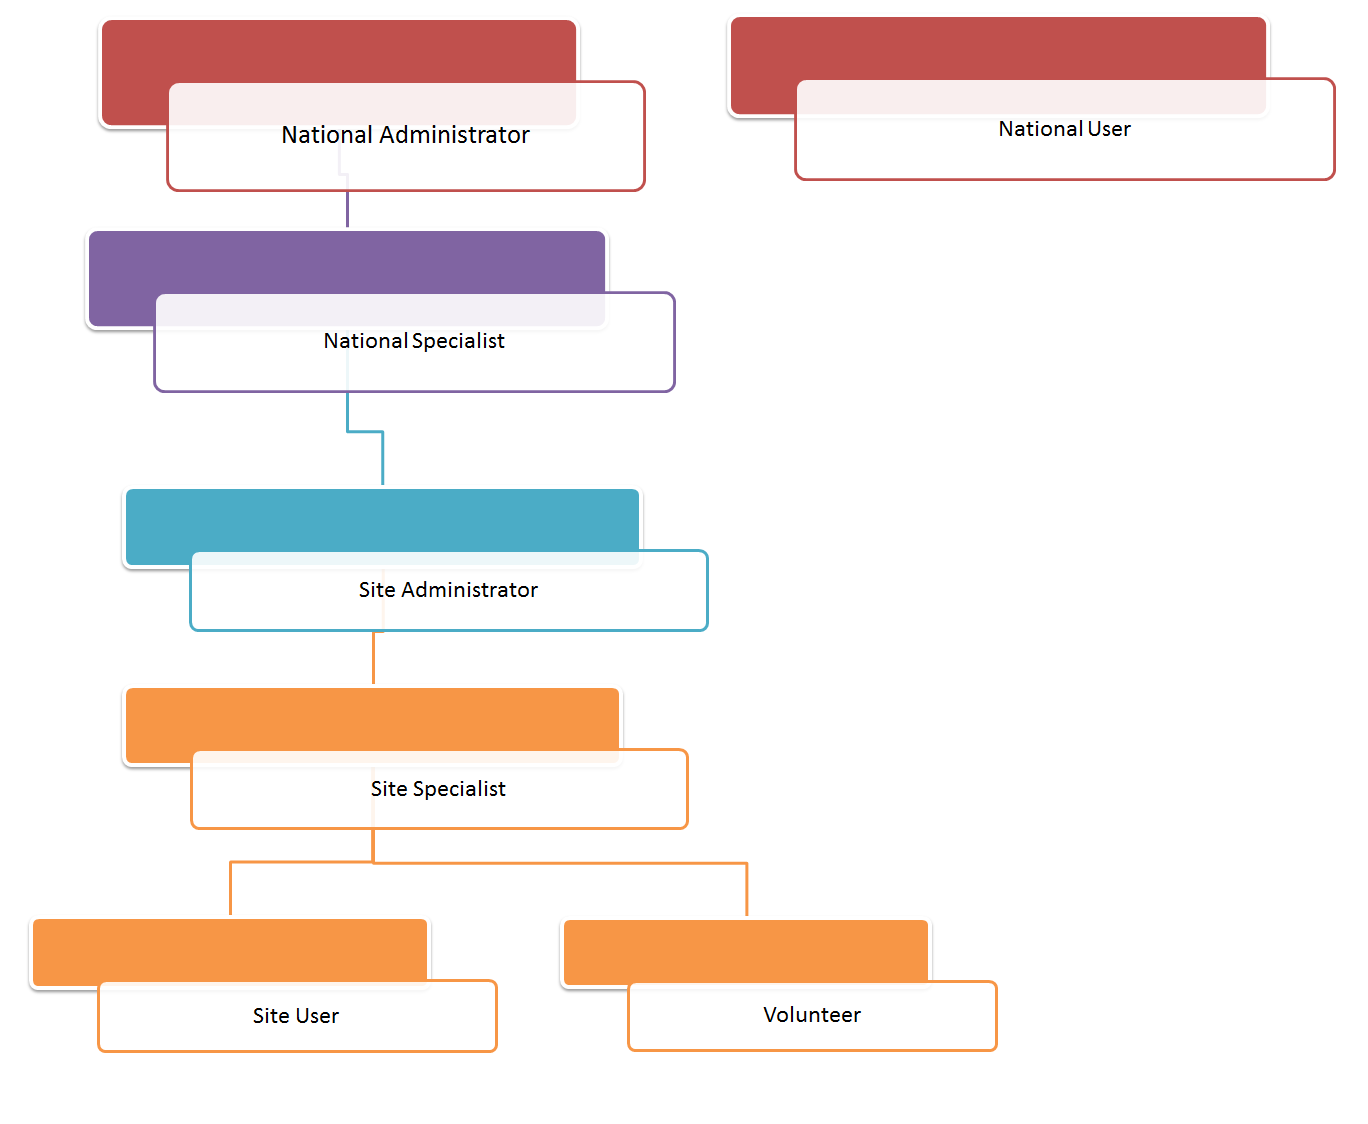 National Administrator
National User
National Specialist
Site Administrator
Site Specialist
Site User
Volunteer